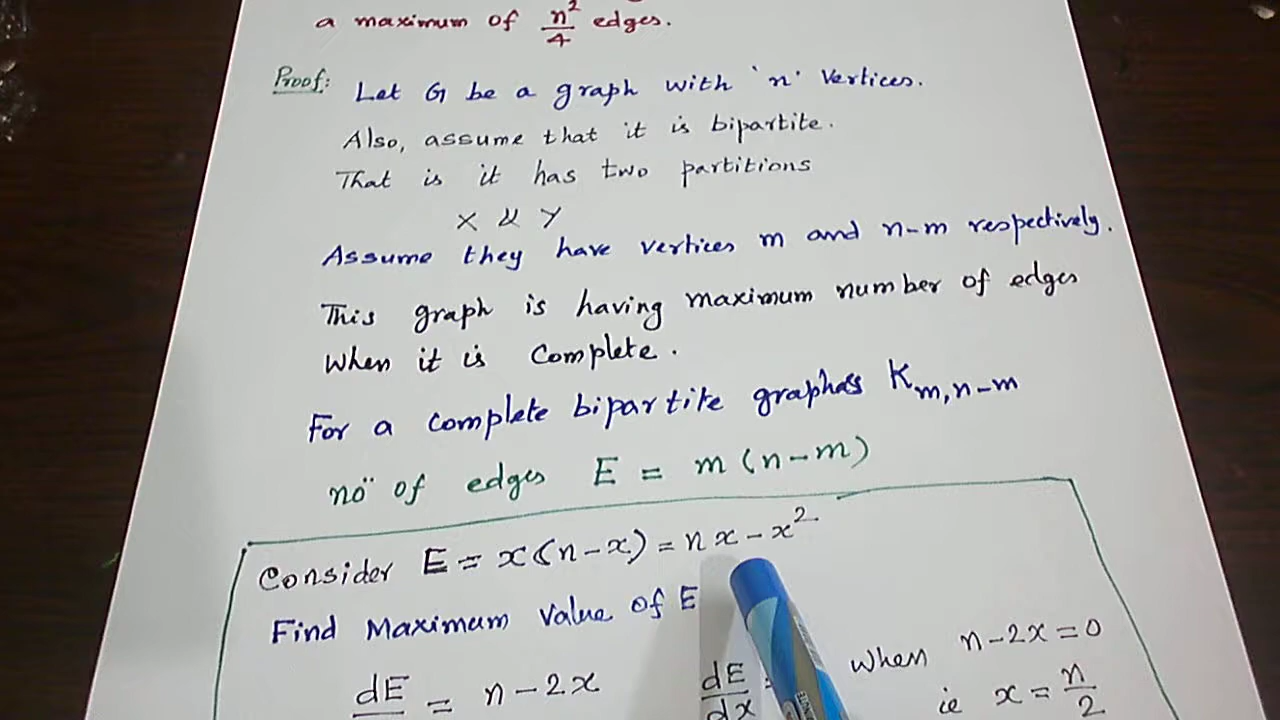 a maximum of n²/4 edges.
Proof: Let G be a graph with 'n' vertices.
Also, assume that it is bipartite.
That is it has two partitions
X & Y
Assume they have vertices m and n-m respectively.
This graph is having maximum number of edges
when it is complete.
For a complete bipartite graphs K_{m,n-m}
no of edges E = m(n-m)
Consider E = x(n-x) = nx - x²
Find Maximum value of E
dE = n-2x dE/dx = when n-2x=0
ie x = n/2